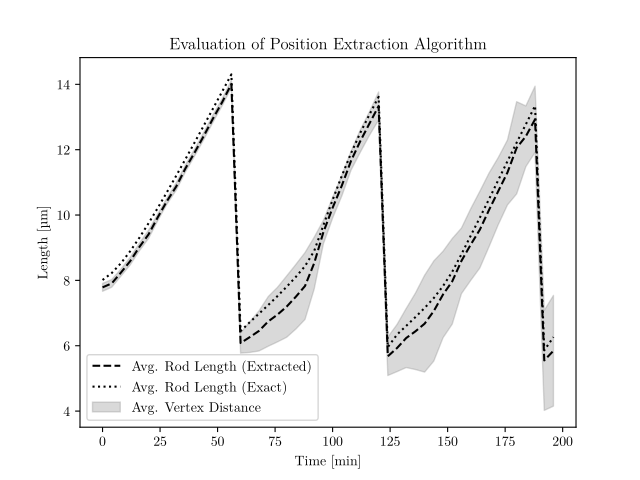 Evaluation of Position Extraction Algorithm
Length [µm]
14
12
10
8
6
4
Avg. Rod Length (Extracted)
Avg. Rod Length (Exact)
Avg. Vertex Distance
0 25 50 75 100 125 150 175 200
Time [min]